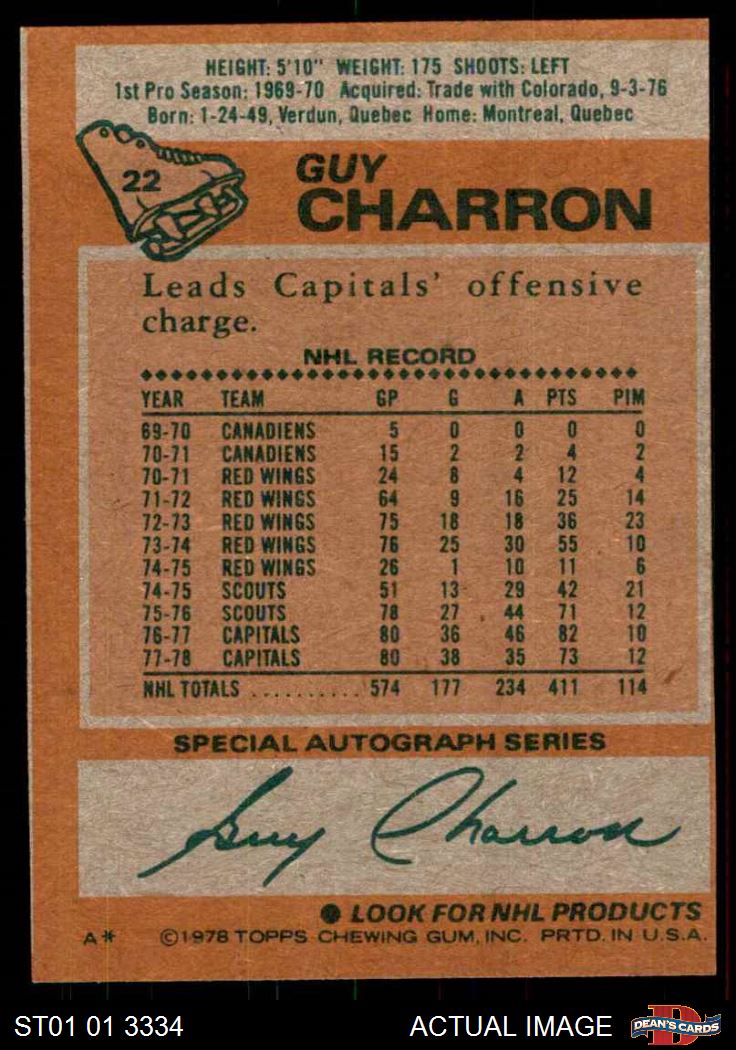 HEIGHT: 5'10" WEIGHT: 175 SHOOTS: LEFT
1st Pro Season: 1969-70 Acquired: Trade with Colorado, 9-3-76
Born: 1-24-49, Verdun, Quebec Home: Montreal, Quebec
22
GUY
CHARRON
Leads Capitals' offensive
charge.
NHL RECORD
YEAR TEAM GP G A PTS PIM
69-70 CANADIENS 5 0 0 0 0
70-71 CANADIENS 15 2 2 4 2
70-71 RED WINGS 24 8 4 12 4
71-72 RED WINGS 64 9 16 25 14
72-73 RED WINGS 75 18 18 36 23
73-74 RED WINGS 76 25 30 55 10
74-75 RED WINGS 26 1 10 11 6
74-75 SCOUTS 51 13 29 42 21
75-76 SCOUTS 78 27 44 71 12
76-77 CAPITALS 80 36 46 82 10
77-78 CAPITALS 80 38 35 73 12
NHL TOTALS .......... 574 177 234 411 114
SPECIAL AUTOGRAPH SERIES
Guy Charron
● LOOK FOR NHL PRODUCTS
A* ©1978 TOPPS CHEWING GUM, INC. PRTD. IN U.S.A.
ST01 01 3334 ACTUAL IMAGE D DEAN'S CARDS